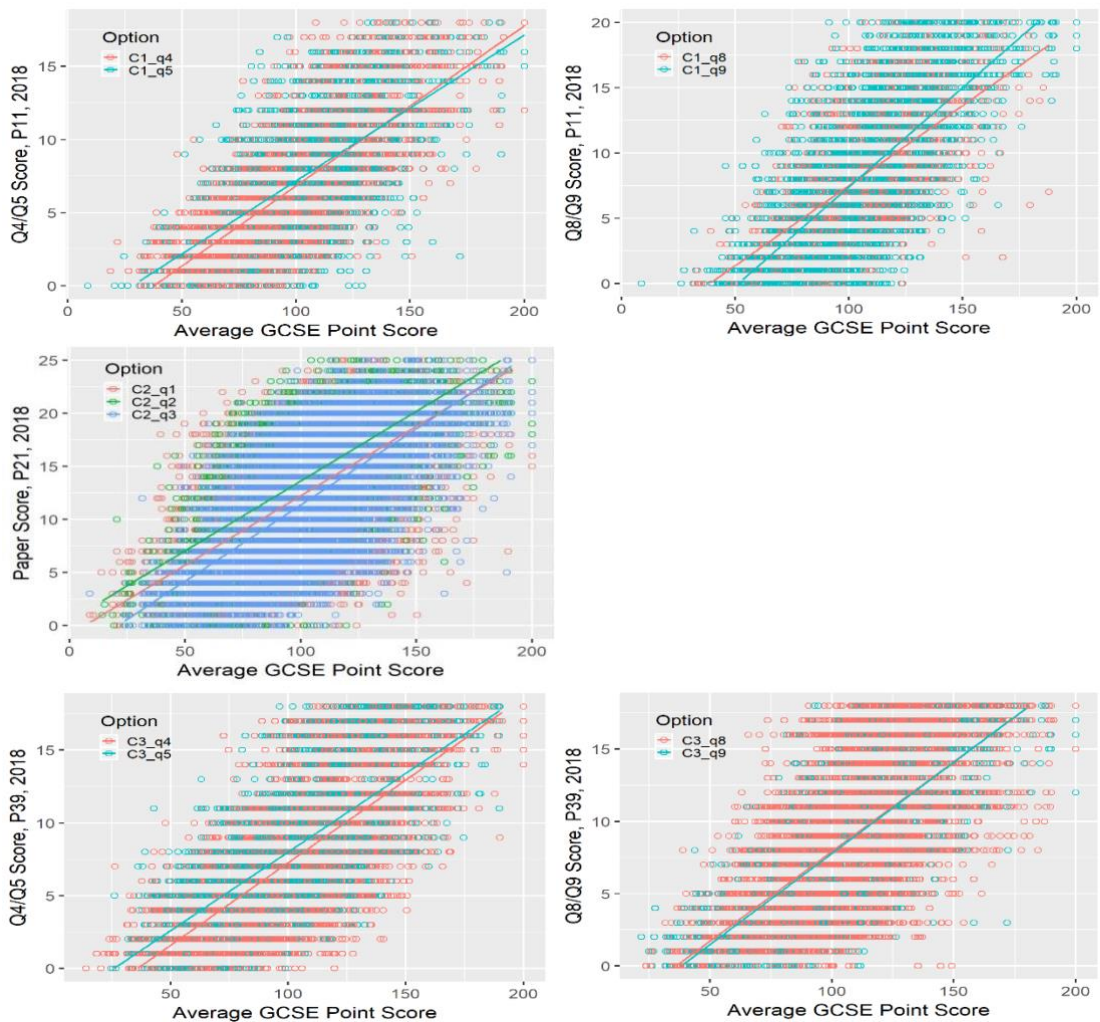 Q4/Q5 Score, P11, 2018
15
10
5
0
Option
C1_q4
C1_q5
0 50 100 150 200
Average GCSE Point Score
Q8/Q9 Score, P11, 2018
20
15
10
5
0
Option
C1_q8
C1_q9
0 50 100 150 200
Average GCSE Point Score
Paper Score, P21, 2018
25
20
15
10
5
0
Option
C2_q1
C2_q2
C2_q3
0 50 100 150 200
Average GCSE Point Score
Q4/Q5 Score, P39, 2018
15
10
5
0
Option
C3_q4
C3_q5
50 100 150 200
Average GCSE Point Score
Q8/Q9 Score, P39, 2018
15
10
5
0
Option
C3_q8
C3_q9
50 100 150 200
Average GCSE Point Score